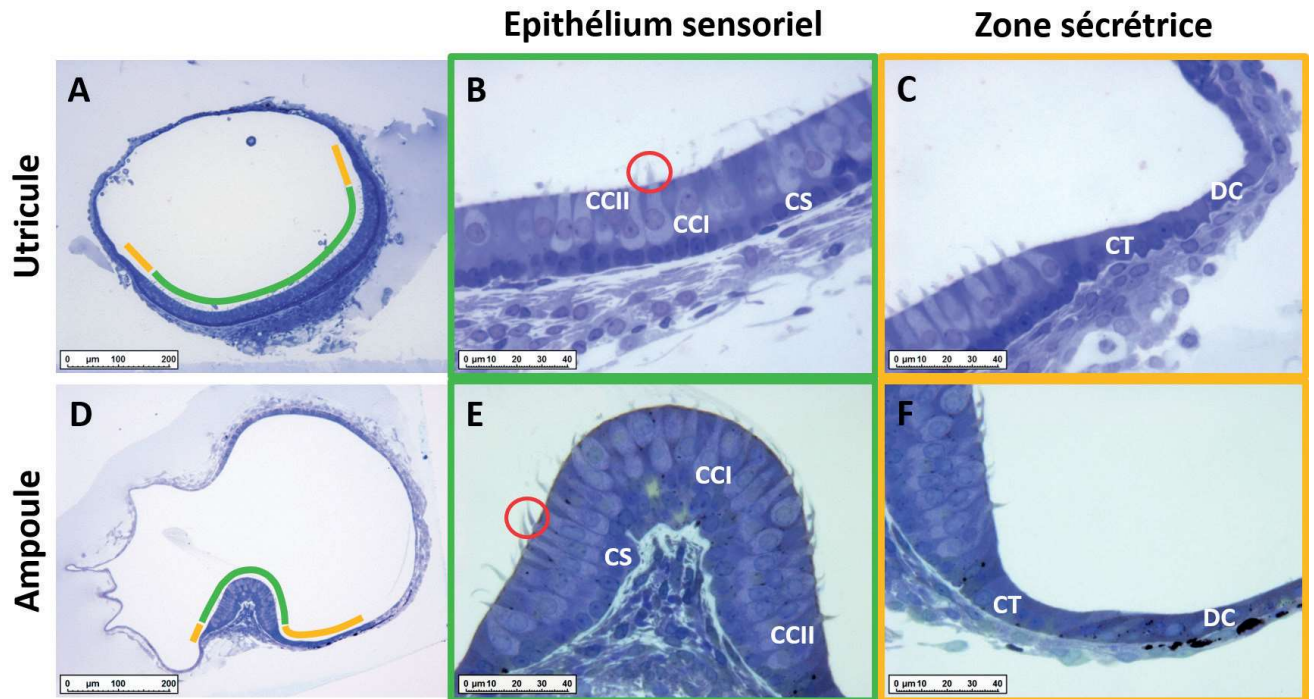 Epithélium sensoriel
Zone sécrétrice
Utricule
A
0 µm 100 200
B
CCII
CCI
CS
0 µm 10 20 30 40
C
DC
CT
0 µm 10 20 30 40
Ampoule
D
0 µm 100 200
E
CCI
CS
CCII
0 µm 10 20 30 40
F
CT
DC
0 µm 10 20 30 40